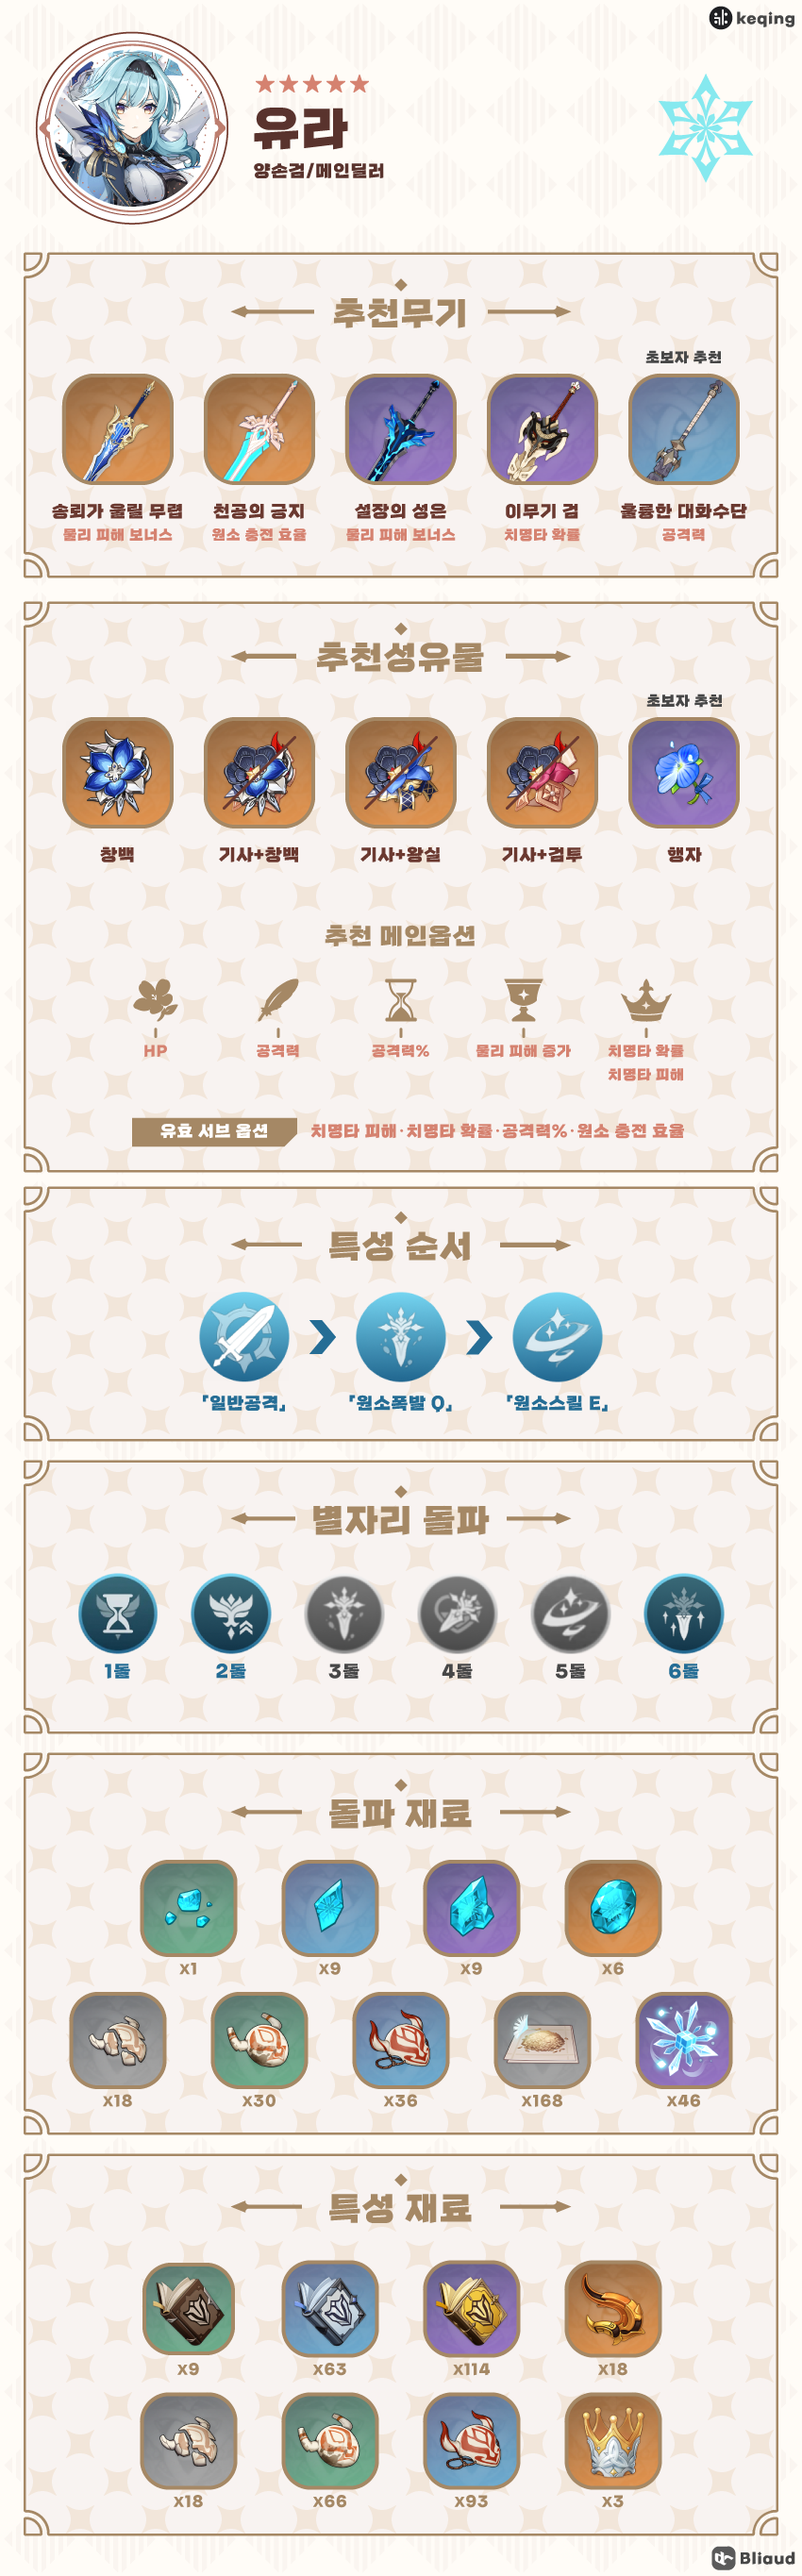 keqing
유라
양손검/메인딜러
추천무기
초보자 추천
송뢰가 울릴 무렵
천공의 긍지
설장의 성은
이무기 검
훌륭한 대화수단
물리 피해 보너스
원소 충전 효율
물리 피해 보너스
치명타 확률
공격력
추천성유물
초보자 추천
창백
기사+창백
기사+왕실
기사+검투
행자
추천 메인옵션
HP
공격력
공격력%
물리 피해 증가
치명타 확률
치명타 피해
유효 서브 옵션
치명타 피해·치명타 확률·공격력%·원소 충전 효율
특성 순서
「일반공격」
「원소폭발 Q」
「원소스킬 E」
별자리 돌파
1돌
2돌
3돌
4돌
5돌
6돌
돌파 재료
x1
x9
x9
x6
x18
x30
x36
x168
x46
특성 재료
x9
x63
x114
x18
x18
x66
x93
x3
Bliaud